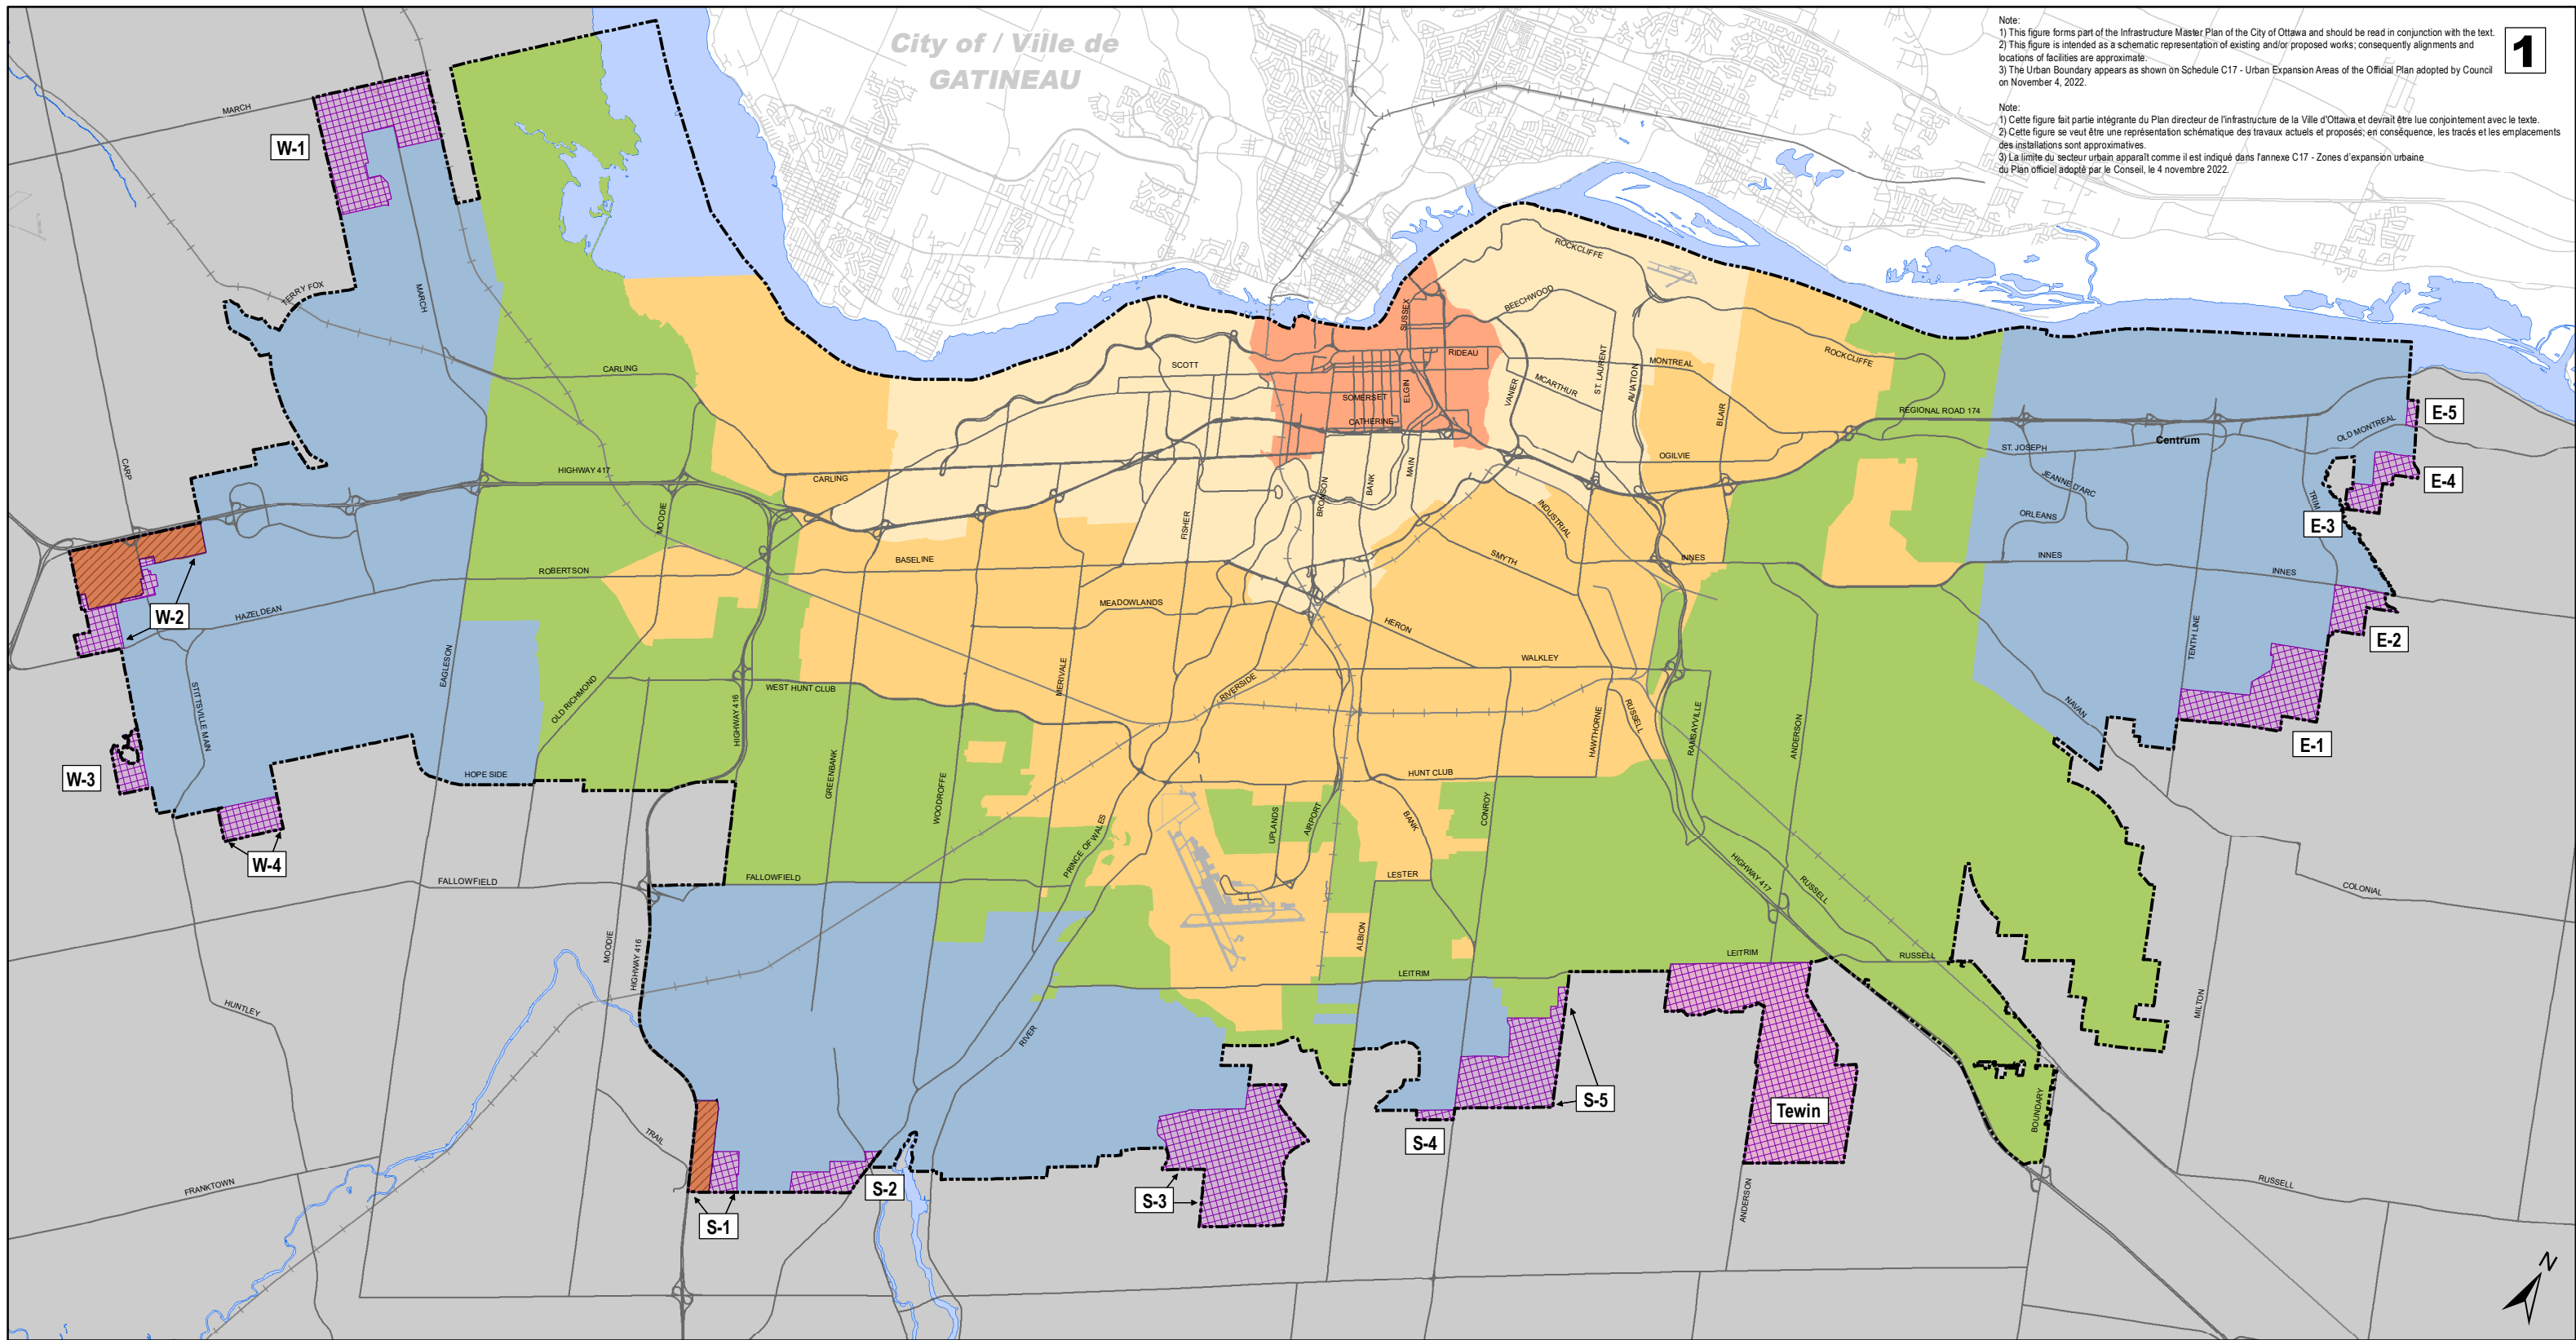 City of / Ville de
GATINEAU
Note:
1) This figure forms part of the Infrastructure Master Plan of the City of Ottawa and should be read in conjunction with the text.
2) This figure is intended as a schematic representation of existing and/or proposed works; consequently alignments and
locations of facilities are approximate.
3) The Urban Boundary appears as shown on Schedule C17 - Urban Expansion Areas of the Official Plan adopted by Council
on November 4, 2022.
Note:
1) Cette figure fait partie intégrante du Plan directeur de l'infrastructure de la Ville d'Ottawa et devrait être lue conjointement avec le texte.
2) Cette figure se veut être une représentation schématique des travaux actuels et proposés; en conséquence, les tracés et les emplacements
des installations sont approximatives.
3) La limite du secteur urbain apparaît comme il est indiqué dans l'annexe C17 - Zones d'expansion urbaine
du Plan officiel adopté par le Conseil, le 4 novembre 2022.
1
MARCH
W-1
TERRY FOX
MARCH
CARLING
CARP
HIGHWAY 417
MOODIE
CARLING
ROBERTSON
BASELINE
W-2
HAZELDEAN
EAGLESON
STITTSVILLE MAIN
OLD RICHMOND
WEST HUNT CLUB
HIGHWAY 416
W-3
HOPE SIDE
W-4
FALLOWFIELD
FALLOWFIELD
GREENBANK
WOODROFFE
MERIVALE
MEADOWLANDS
FISHER
PRINCE OF WALES
SCOTT
SUSSEX
RIDEAU
SOMERSET
ELGIN
CATHERINE
BRONSON
BANK
MAIN
BEECHWOOD
ROCKCLIFFE
VANIER
MCARTHUR
ST. LAURENT
AVIATION
MONTREAL
BLAIR
ROCKCLIFFE
OGILVIE
INDUSTRIAL
SMYTH
INNES
HERON
WALKLEY
RIVERSIDE
HAWTHORNE
RUSSELL
RAMSAYVILLE
ANDERSON
HUNT CLUB
UPLANDS
AIRPORT
BANK
CONROY
LESTER
ALBION
LEITRIM
LEITRIM
HIGHWAY 417
RUSSELL
RUSSELL
REGIONAL ROAD 174
ST. JOSEPH
Centrum
JEANNE D'ARC
ORLEANS
INNES
INNES
TRIM
OLD MONTREAL
E-5
E-4
E-3
E-2
TENTH LINE
NAVAN
E-1
COLONIAL
MILTON
BOUNDARY
RUSSELL
ANDERSON
Tewin
S-5
S-4
S-3
S-2
S-1
RIVER
TRAIL
MOODIE
HIGHWAY 416
HUNTLEY
FRANKTOWN
N